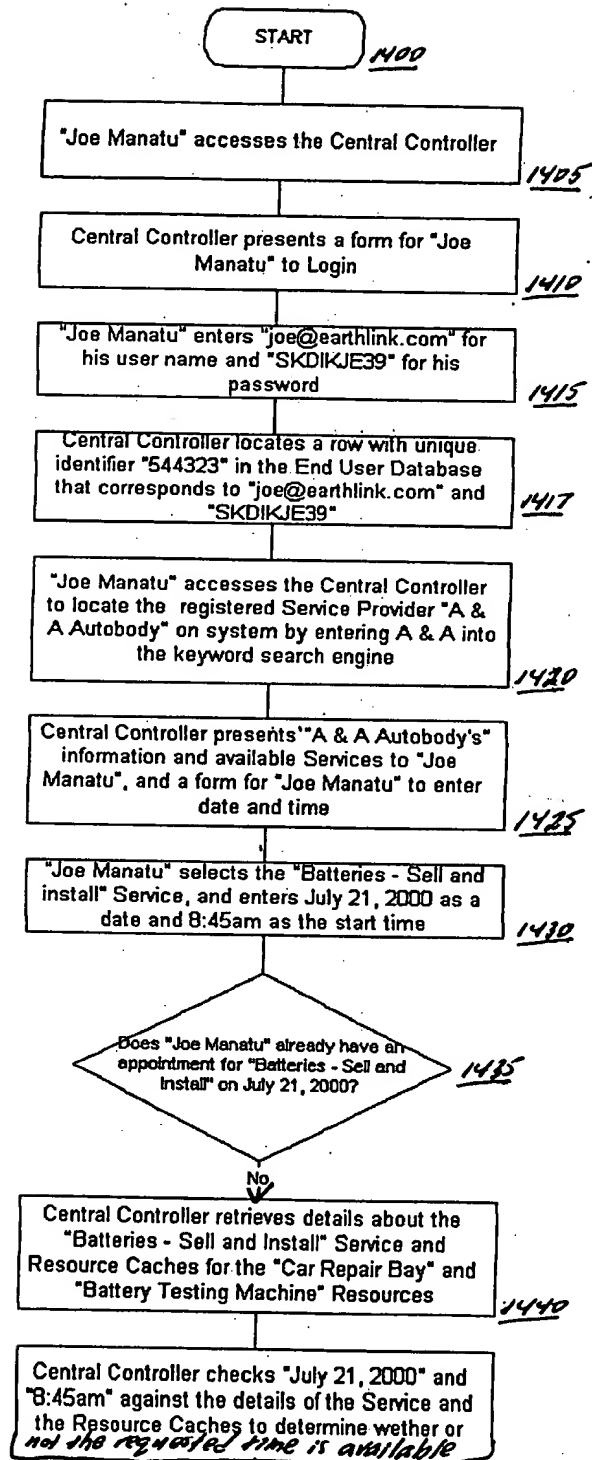 START
1400
"Joe Manatu" accesses the Central Controller
1405
Central Controller presents a form for "Joe
Manatu" to Login
1410
"Joe Manatu" enters "joe@earthlink.com" for
his user name and "SKDIKJE39" for his
password
1415
Central Controller locates a row with unique
identifier "544323" in the End User Database
that corresponds to "joe@earthlink.com" and
"SKDIKJE39"
1417
"Joe Manatu" accesses the Central Controller
to locate the registered Service Provider "A &
A Autobody" on system by entering A & A into
the keyword search engine
1420
Central Controller presents "A & A Autobody's"
information and available Services to "Joe
Manatu", and a form for "Joe Manatu" to enter
date and time
1425
"Joe Manatu" selects the "Batteries - Sell and
install" Service, and enters July 21, 2000 as a
date and 8:45am as the start time
1430
Does "Joe Manatu" already have an
appointment for "Batteries - Sell and
Install" on July 21, 2000?
1435
No
Central Controller retrieves details about the
"Batteries - Sell and Install" Service and
Resource Caches for the "Car Repair Bay" and
"Battery Testing Machine" Resources
1440
Central Controller checks "July 21, 2000" and
"8:45am" against the details of the Service and
the Resource Caches to determine wether or
not the requested time is available